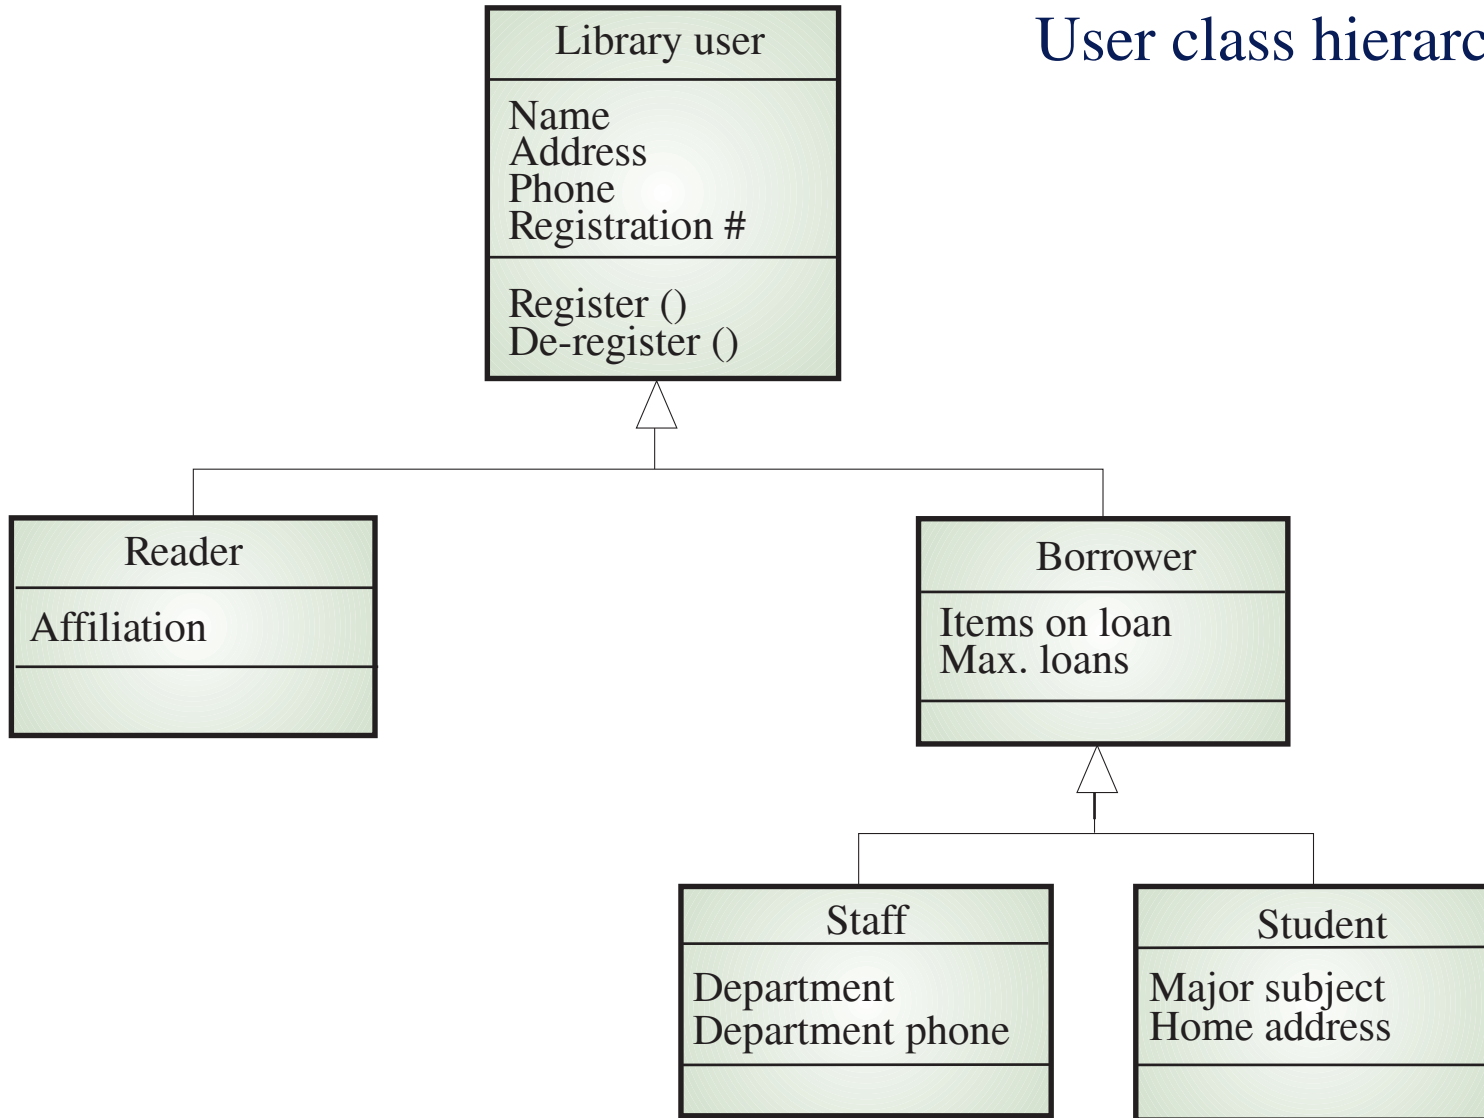 User class hierarc
Library user
Name
Address
Phone
Registration #
Register ()
De-register ()
Reader
Affiliation
Borrower
Items on loan
Max. loans
Staff
Department
Department phone
Student
Major subject
Home address